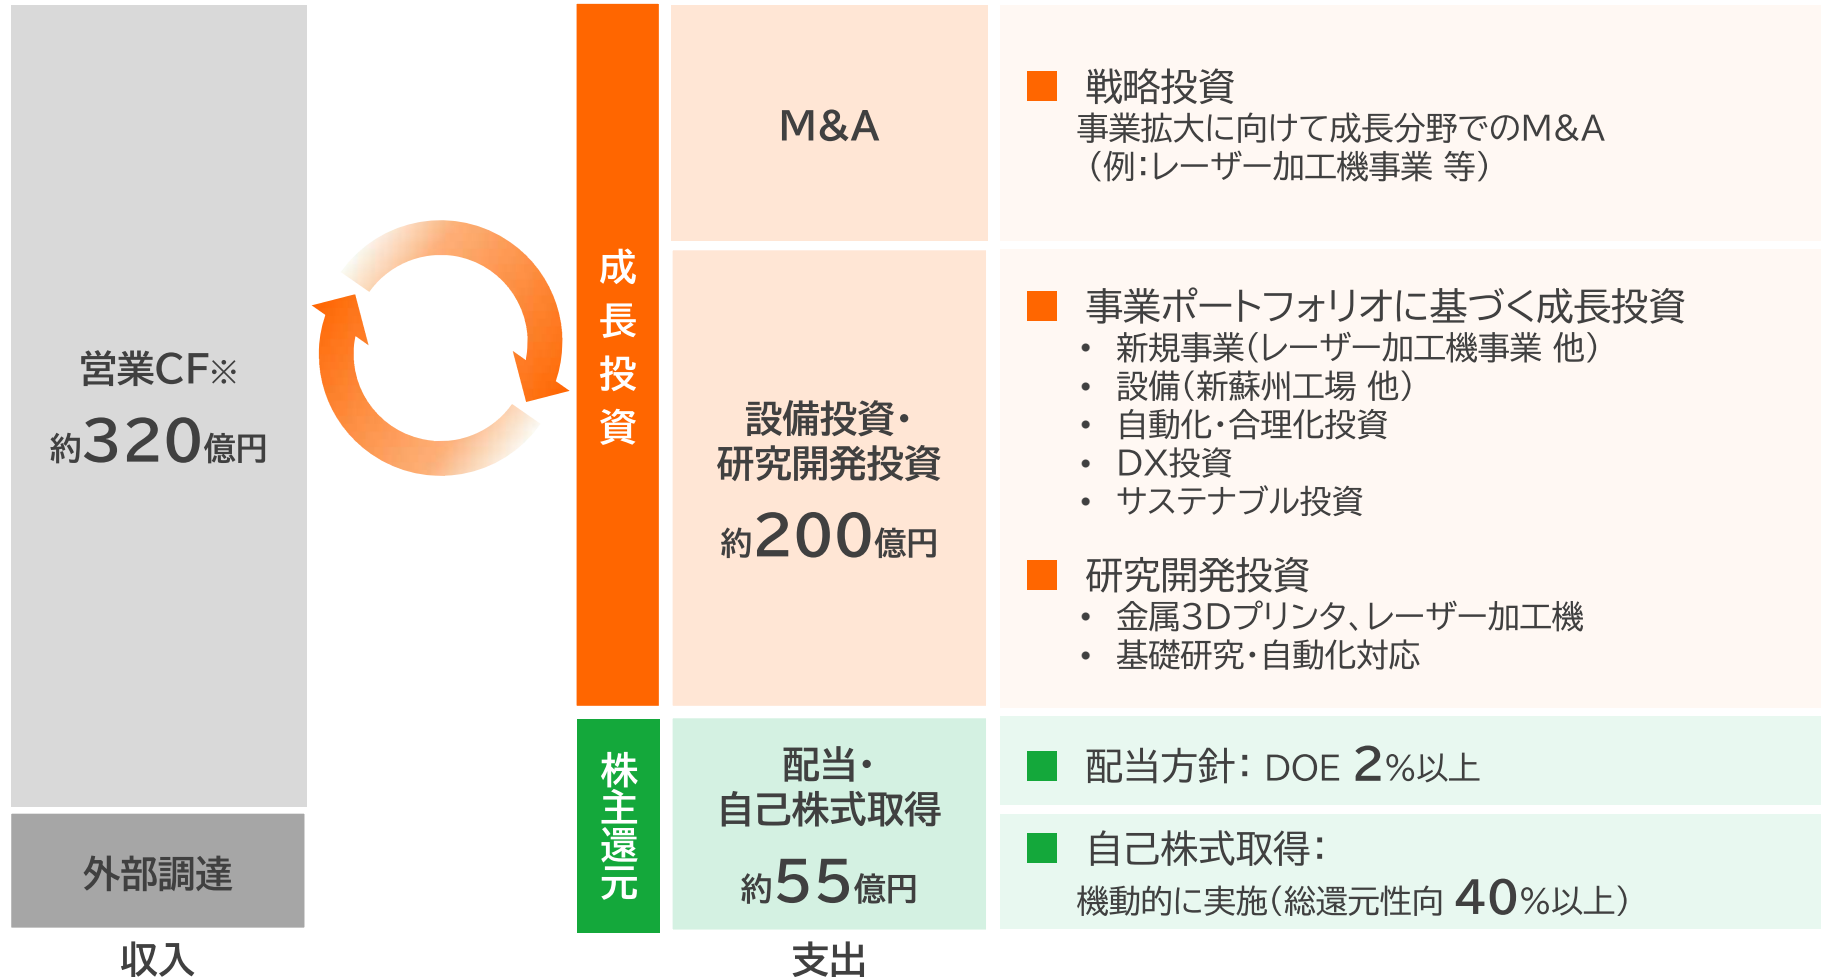 営業CF※
約320億円
外部調達
収入
成長投資
M&A
戦略投資
事業拡大に向けて成長分野でのM&A
（例：レーザー加工機事業 等）
設備投資・
研究開発投資
約200億円
事業ポートフォリオに基づく成長投資
• 新規事業（レーザー加工機事業 他）
• 設備（新蘇州工場 他）
• 自動化・合理化投資
• DX投資
• サステナブル投資
研究開発投資
• 金属3Dプリンタ、レーザー加工機
• 基礎研究・自動化対応
株主還元
配当・
自己株式取得
約55億円
配当方針： DOE 2%以上
自己株式取得：
機動的に実施（総還元性向 40%以上）
支出